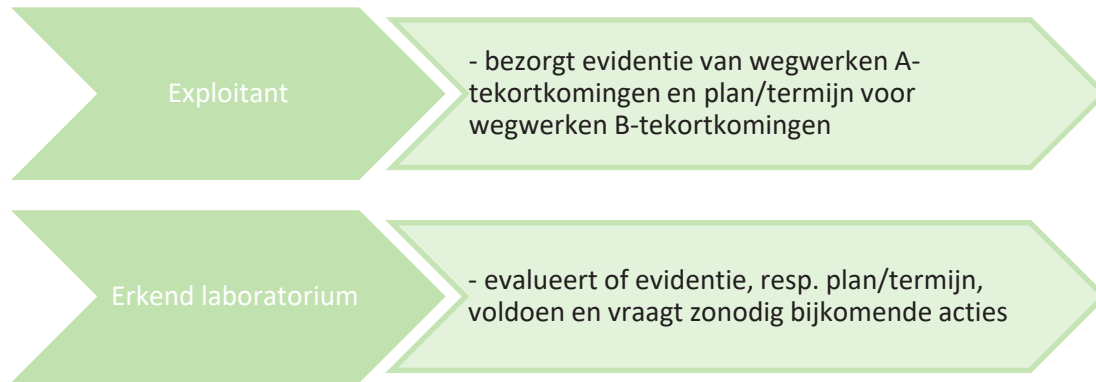 Exploitant
- bezorgt evidentie van wegwerken A-
tekortkomingen en plan/termijn voor
wegwerken B-tekortkomingen
Erkend laboratorium
- evalueert of evidentie, resp. plan/termijn,
voldoen en vraagt zonodig bijkomende acties